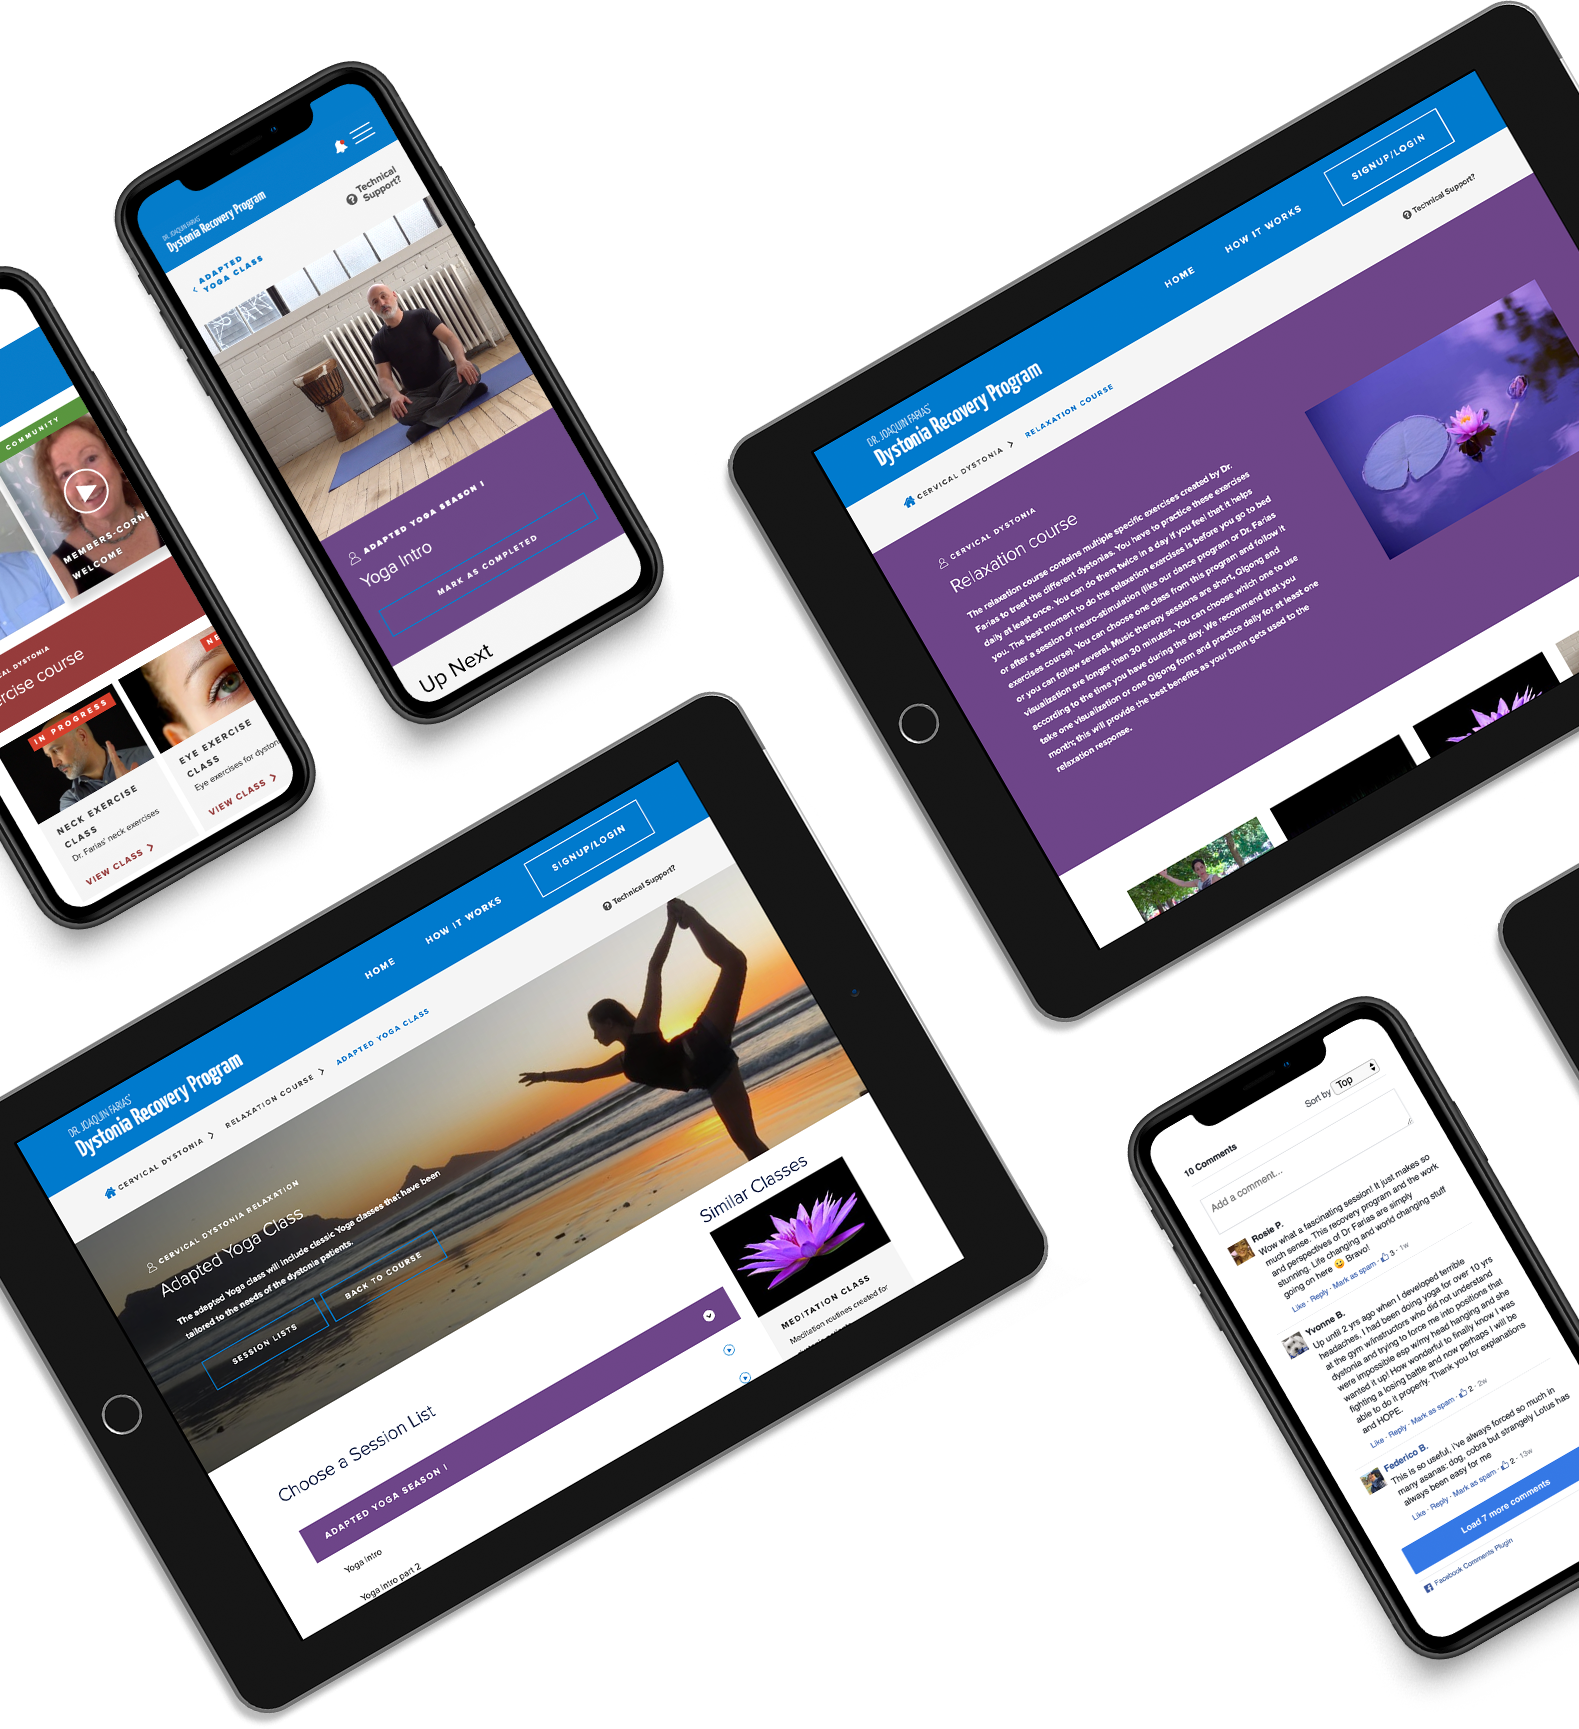 COMMUNITY
MEMBERS-CORNE
WELCOME
CAL DYSTONIA
ercise course
IN PROGRESS
NE
NECK EXERCISE
CLASS
Dr. Farias' neck exercises
VIEW CLASS >
EYE EXERCISE
CLASS
Eye exercises for dyston
VIEW CLASS >
DR. JOAQUIN FARIAS'
Dystonia Recovery Program
Technical
Support?
< ADAPTED
YOGA CLASS
ADAPTED YOGA SEASON I
Yoga Intro
MARK AS COMPLETED
Up Next
DR. JOAQUIN FARIAS'
Dystonia Recovery Program
HOME
HOW IT WORKS
SIGNUP/LOGIN
Technical Support?
CERVICAL DYSTONIA > RELAXATION COURSE
CERVICAL DYSTONIA
Relaxation course
The relaxation course contains multiple specific exercises created by Dr.
Farias to treat the different dystonias. You have to practice these exercises
daily at least once. You can do them twice in a day if you feel that it helps
you. The best moment to do the relaxation exercises is before you go to bed
or after a session of neuro-stimulation (like our dance program or Dr. Farias
exercises course). You can choose one class from this program and follow it
or you can follow several. Music therapy sessions are short, Qigong and
visualization are longer than 30 minutes. You can choose which one to use
according to the time you have during the day. We recommend that you
take one visualization or one Qigong form and practice daily for at least one
month; this will provide the best benefits as your brain gets used to the
relaxation response.
DR. JOAQUIN FARIAS'
Dystonia Recovery Program
HOME
HOW IT WORKS
SIGNUP/LOGIN
Technical Support?
CERVICAL DYSTONIA > RELAXATION COURSE > ADAPTED YOGA CLASS
CERVICAL DYSTONIA RELAXATION
Adapted Yoga Class
The adapted Yoga class will include classic Yoga classes that have been
tailored to the needs of the dystonia patients.
SESSION LISTS
BACK TO COURSE
Choose a Session List
ADAPTED YOGA SEASON I
Yoga intro
Yoga intro part 2
Similar Classes
MEDITATION CLASS
Meditation routines created for
10 Comments
Sort by Top
Add a comment...
Rosie P.
Wow what a fascinating session! It just makes so
much sense. This recovery program and the work
and perspectives of Dr Farias are simply
stunning. Life changing and world changing stuff
going on here 😀 Bravo!
Like · Reply · Mark as spam · 3 · 1w
Yvonne B.
Up until 2 yrs ago when I developed terrible
headaches. I had been doing yoga for over 10 yrs
at the gym w/instructors who did not understand
dystonia and trying to force me into positions that
were impossible esp w/my head hanging and she
wanted it up! How wonderful to finally know I was
fighting a losing battle and now perhaps I will be
able to do it properly. Thank you for explanations
and HOPE.
Like · Reply · Mark as spam · 2 · 2w
Federico B.
This is so useful, i've always forced so much in
many asanas: dog, cobra but strangely Lotus has
always been easy for me
Like · Reply · Mark as spam · 2 · 13w
Load 7 more comments
Facebook Comments Plugin